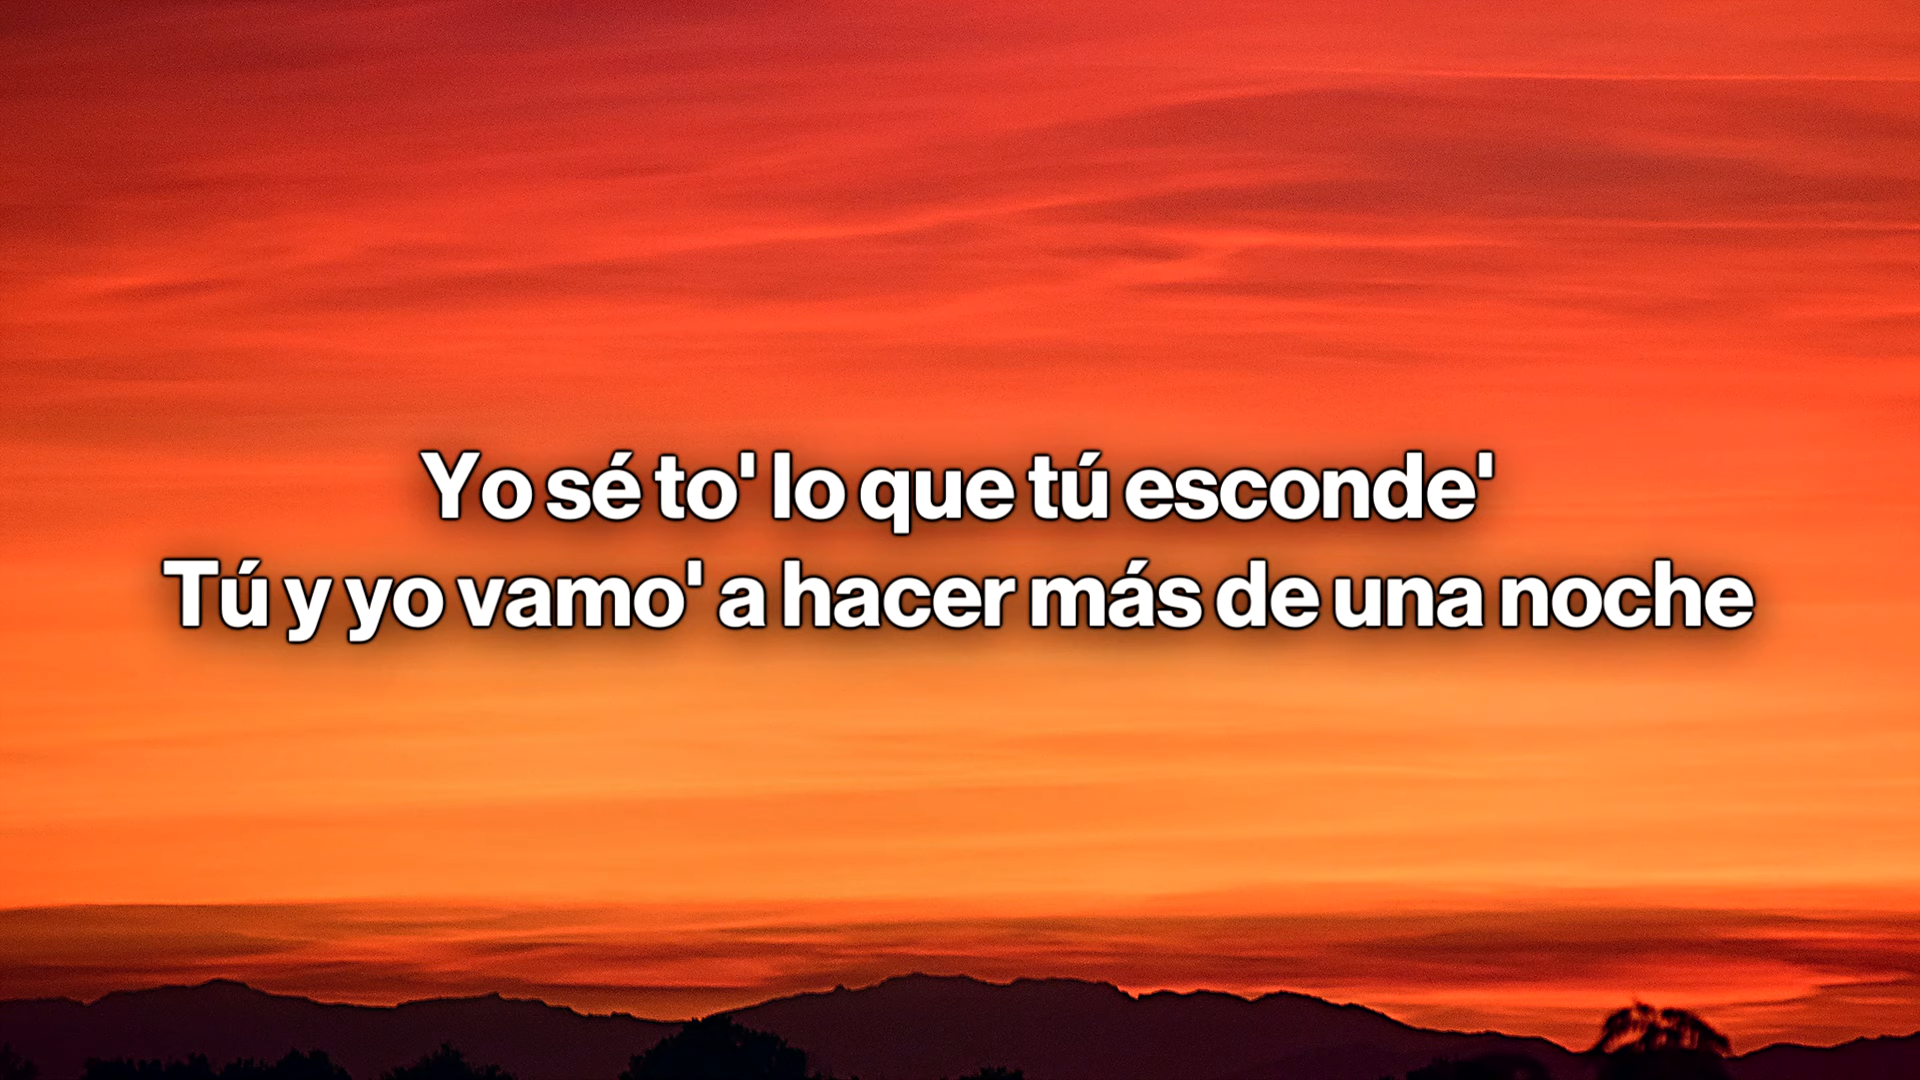 Yo sé to' lo que tú esconde'
Tú y yo vamo' a hacer más de una noche